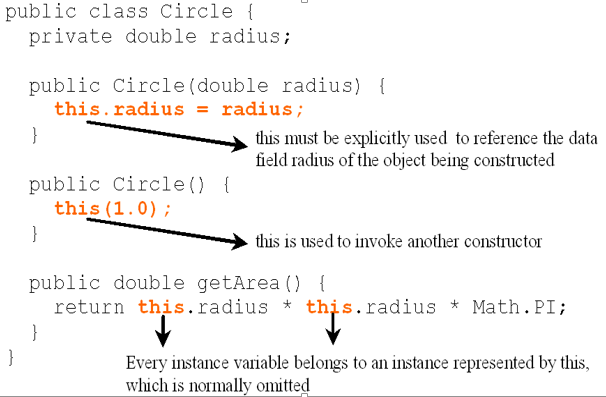 public class Circle {
private double radius;
public Circle(double radius) {
this.radius = radius;
}
this must be explicitly used to reference the data
field radius of the object being constructed
public Circle() {
this(1.0);
}
this is used to invoke another constructor
public double getArea() {
return this.radius * this.radius * Math.PI;
}
}
Every instance variable belongs to an instance represented by this,
which is normally omitted